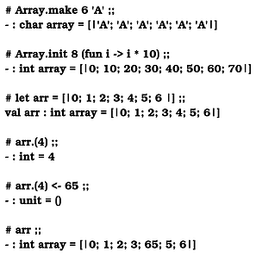 # Array.make 6 'A' ;;
- : char array = [|'A'; 'A'; 'A'; 'A'; 'A'; 'A'|]
# Array.init 8 (fun i -> i * 10) ;;
- : int array = [|0; 10; 20; 30; 40; 50; 60; 70|]
# let arr = [|0; 1; 2; 3; 4; 5; 6 |] ;;
val arr : int array = [|0; 1; 2; 3; 4; 5; 6|]
# arr.(4) ;;
- : int = 4
# arr.(4) <- 65 ;;
- : unit = ()
# arr ;;
- : int array = [|0; 1; 2; 3; 65; 5; 6|]